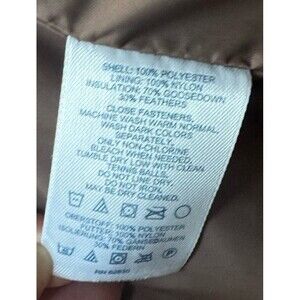 SHELL: 100% POLYESTER
LINING: 100% NYLON
INSULATION: 70% GOOSEDOWN
30% FEATHERS
CLOSE FASTENERS,
MACHINE WASH WARM NORMAL,
WASH DARK COLORS
SEPARATELY,
ONLY NON-CHLORINE
BLEACH WHEN NEEDED,
TUMBLE DRY LOW WITH CLEAN
TENNIS BALLS,
DO NOT LINE DRY,
DO NOT IRON,
MAY BE DRY CLEANED
OBERSTOFF: 100% POLYESTER
FUTTER: 100% NYLON
ISOLIERUNG: 70% GÄNSEDAUNEN
30% FEDERN